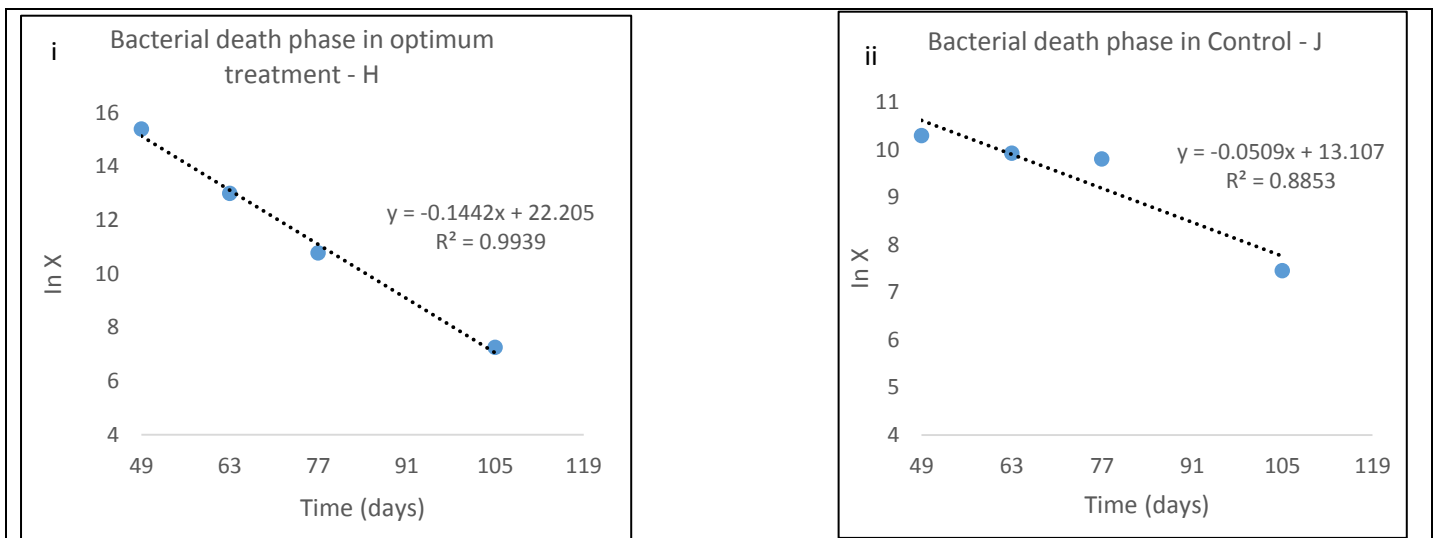 i
Bacterial death phase in optimum
treatment - H
16
14
12
10
8
6
4
ln X
y = -0.1442x + 22.205
R² = 0.9939
49 63 77 91 105 119
Time (days)
ii
Bacterial death phase in Control - J
11
10
9
8
7
6
5
4
ln X
y = -0.0509x + 13.107
R² = 0.8853
49 63 77 91 105 119
Time (days)